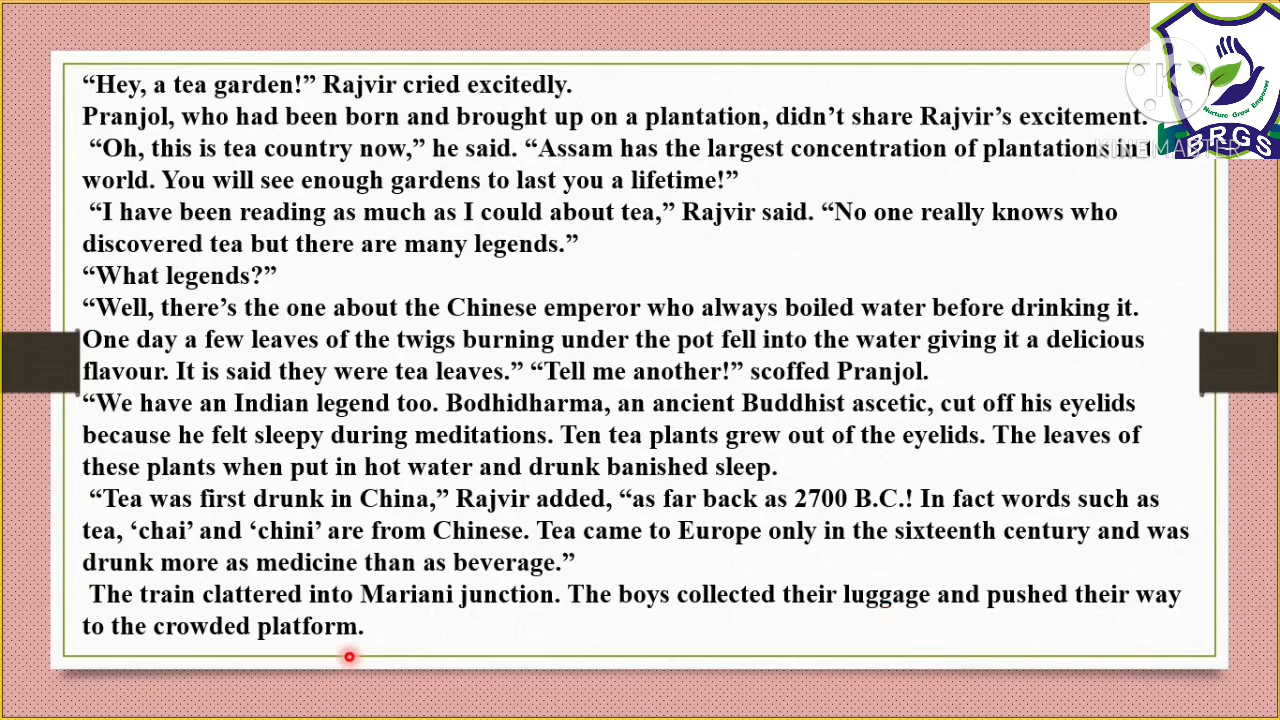 “Hey, a tea garden!” Rajvir cried excitedly.
Pranjol, who had been born and brought up on a plantation, didn’t share Rajvir’s excitement.
“Oh, this is tea country now,” he said. “Assam has the largest concentration of plantations in
world. You will see enough gardens to last you a lifetime!”
“I have been reading as much as I could about tea,” Rajvir said. “No one really knows who
discovered tea but there are many legends.”
“What legends?”
“Well, there’s the one about the Chinese emperor who always boiled water before drinking it.
One day a few leaves of the twigs burning under the pot fell into the water giving it a delicious
flavour. It is said they were tea leaves.” “Tell me another!” scoffed Pranjol.
“We have an Indian legend too. Bodhidharma, an ancient Buddhist ascetic, cut off his eyelids
because he felt sleepy during meditations. Ten tea plants grew out of the eyelids. The leaves of
these plants when put in hot water and drunk banished sleep.
“Tea was first drunk in China,” Rajvir added, “as far back as 2700 B.C.! In fact words such as
tea, ‘chai’ and ‘chini’ are from Chinese. Tea came to Europe only in the sixteenth century and was
drunk more as medicine than as beverage.”
The train clattered into Mariani junction. The boys collected their luggage and pushed their way
to the crowded platform.
Nurture Grow Empower
BRGS
K
KINEMASTER